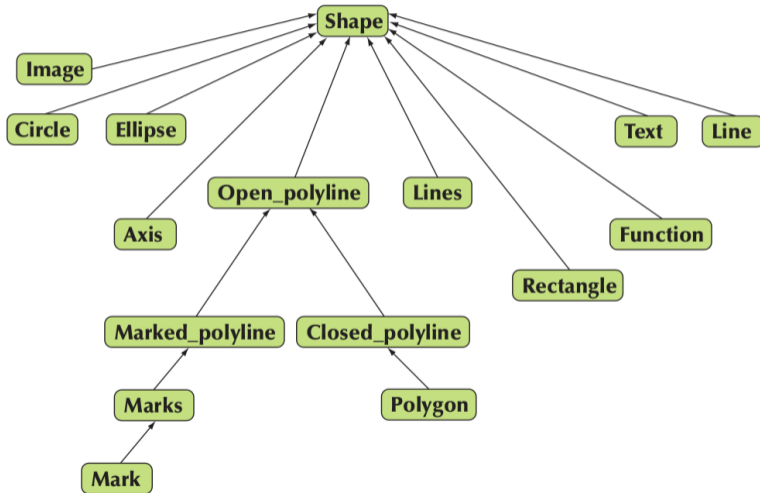 Shape
Image
Circle
Ellipse
Text
Line
Open_polyline
Lines
Axis
Function
Rectangle
Marked_polyline
Closed_polyline
Marks
Polygon
Mark